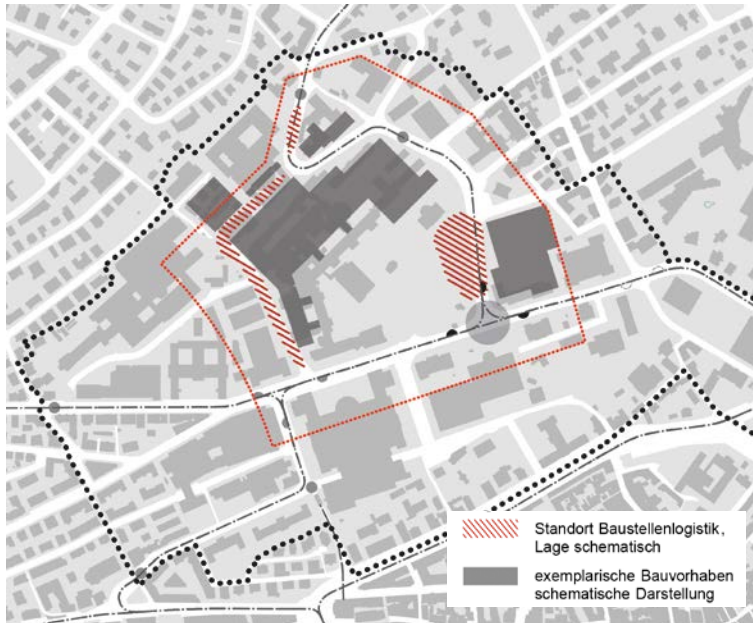 Standort Baustellenlogistik,
Lage schematisch
exemplarische Bauvorhaben
schematische Darstellung